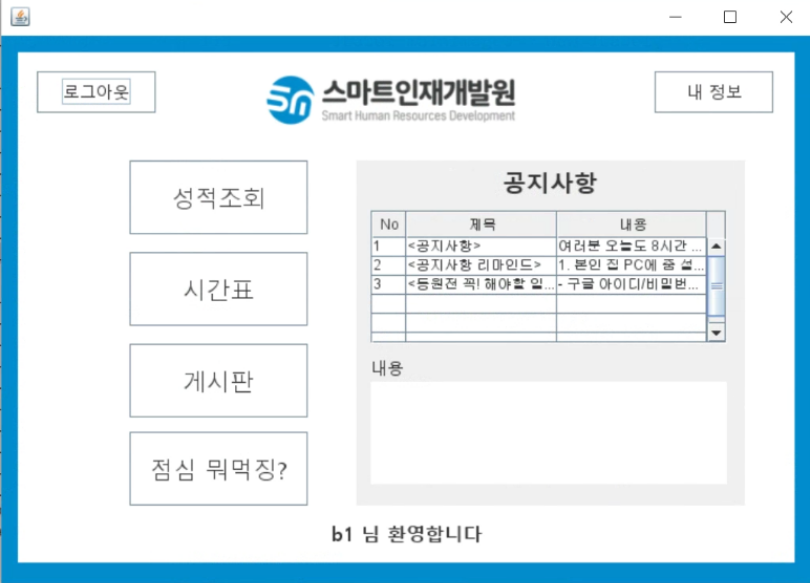 로그아웃
스마트인재개발원
Smart Human Resources Development
내 정보
성적조회
시간표
게시판
점심 뭐먹징?
공지사항
No 제목 내용
1 <공지사항> 여러분 오늘도 8시간 ...
2 <공지사항 리마인드> 1. 본인 집 PC에 줌 설...
3 <등원전 꼭! 해야할 일... - 구글 아이디/비밀번...
내용
b1 님 환영합니다